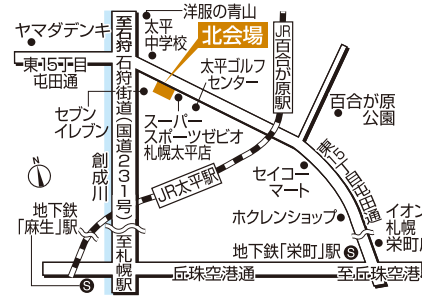 洋服の青山
至石狩
太平
中学校
北会場
ヤマダデンキ
JR百合が原駅
東15丁目
屯田通
石狩街道(国道231号)
太平ゴルフ
センター
セブン
イレブン
スーパー
スポーツゼビオ
札幌太平店
百合が原
公園
東15丁目屯田通
N
創成川
JR太平駅
セイコー
マート
地下鉄
「麻生」駅
ホクレンショップ
イオン
札幌
栄町店
地下鉄「栄町」駅
S
至札幌駅
丘珠空港通
至丘珠空港
S